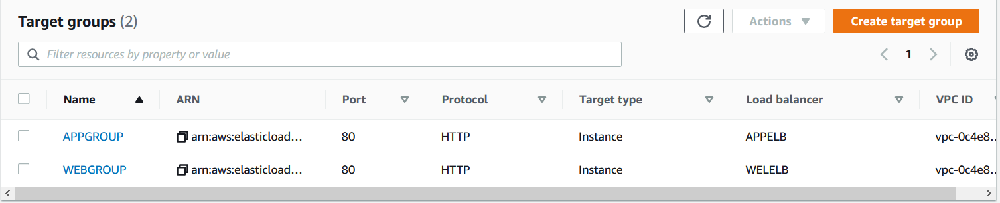 Target groups (2)
Actions
Create target group
Filter resources by property or value
1
Name ARN Port Protocol Target type Load balancer VPC ID
APPGROUP arn:aws:elasticload... 80 HTTP Instance APPELB vpc-0c4e8..
WEBGROUP arn:aws:elasticload... 80 HTTP Instance WELELB vpc-0c4e8..